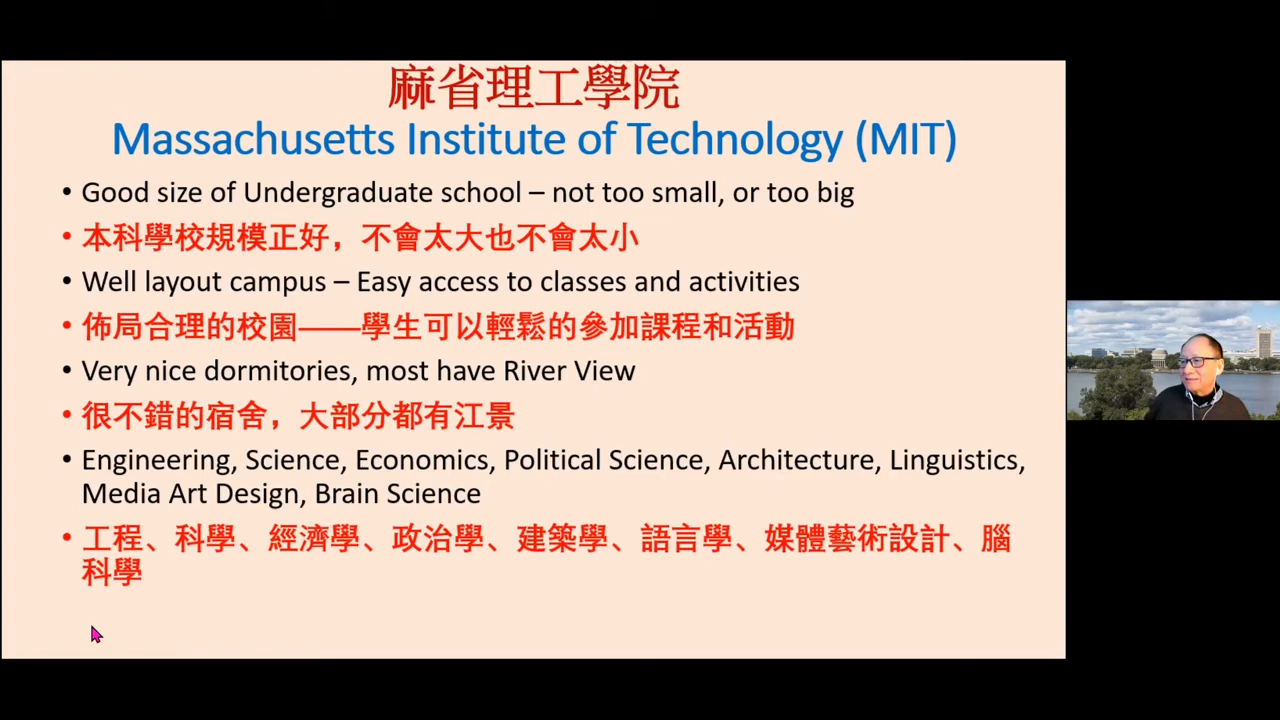 麻省理工學院
Massachusetts Institute of Technology (MIT)
• Good size of Undergraduate school – not too small, or too big
• 本科學校規模正好，不會太大也不會太小
• Well layout campus – Easy access to classes and activities
• 佈局合理的校園——學生可以輕鬆的參加課程和活動
• Very nice dormitories, most have River View
• 很不錯的宿舍，大部分都有江景
• Engineering, Science, Economics, Political Science, Architecture, Linguistics,
Media Art Design, Brain Science
• 工程、科學、經濟學、政治學、建築學、語言學、媒體藝術設計、腦
科學